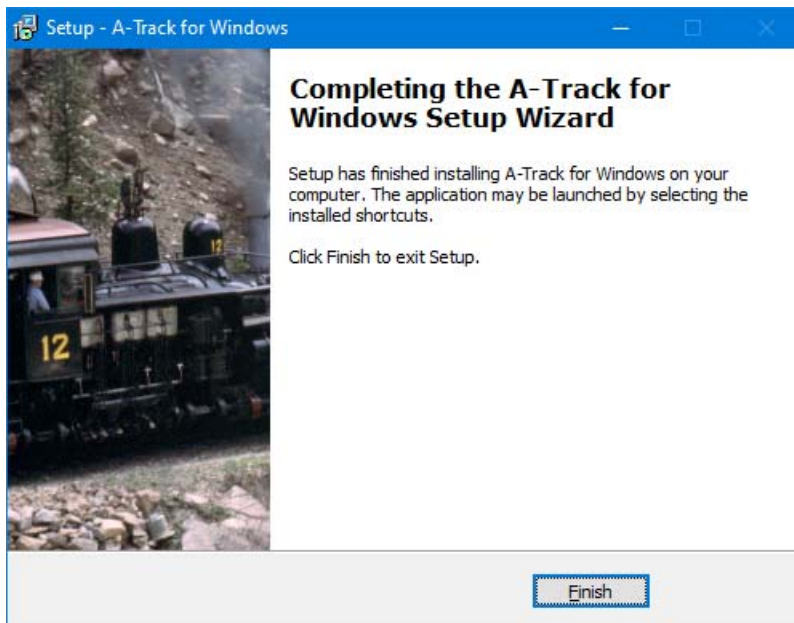 Setup - A-Track for Windows
Completing the A-Track for
Windows Setup Wizard
Setup has finished installing A-Track for Windows on your
computer. The application may be launched by selecting the
installed shortcuts.
Click Finish to exit Setup.
12
12
Finish